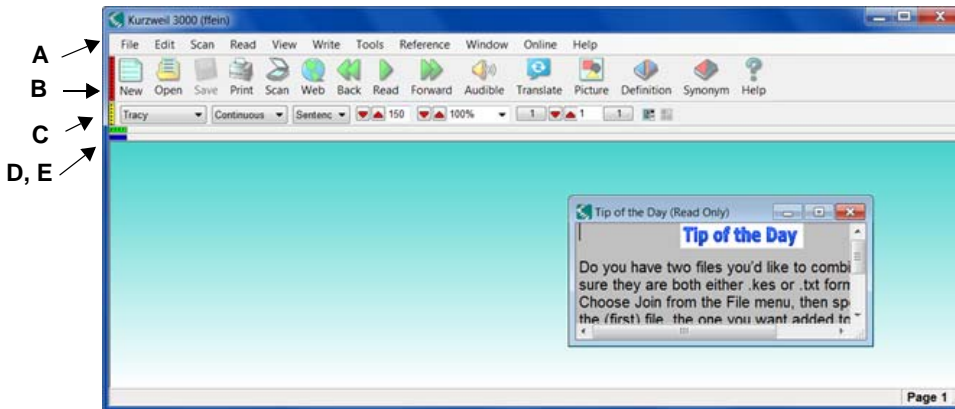 Kurzweil 3000 (ffein)
A
File Edit Scan Read View Write Tools Reference Window Online Help
B
New Open Save Print Scan Web Back Read Forward Audible Translate Picture Definition Synonym Help
C
Tracy Continuous Sentenc 150 100% 1 1 1
D, E
Tip of the Day (Read Only)
Tip of the Day
Do you have two files you'd like to combi
sure they are both either .kes or .txt form
Choose Join from the File menu, then sp
the (first) file, the one you want added to
Page 1